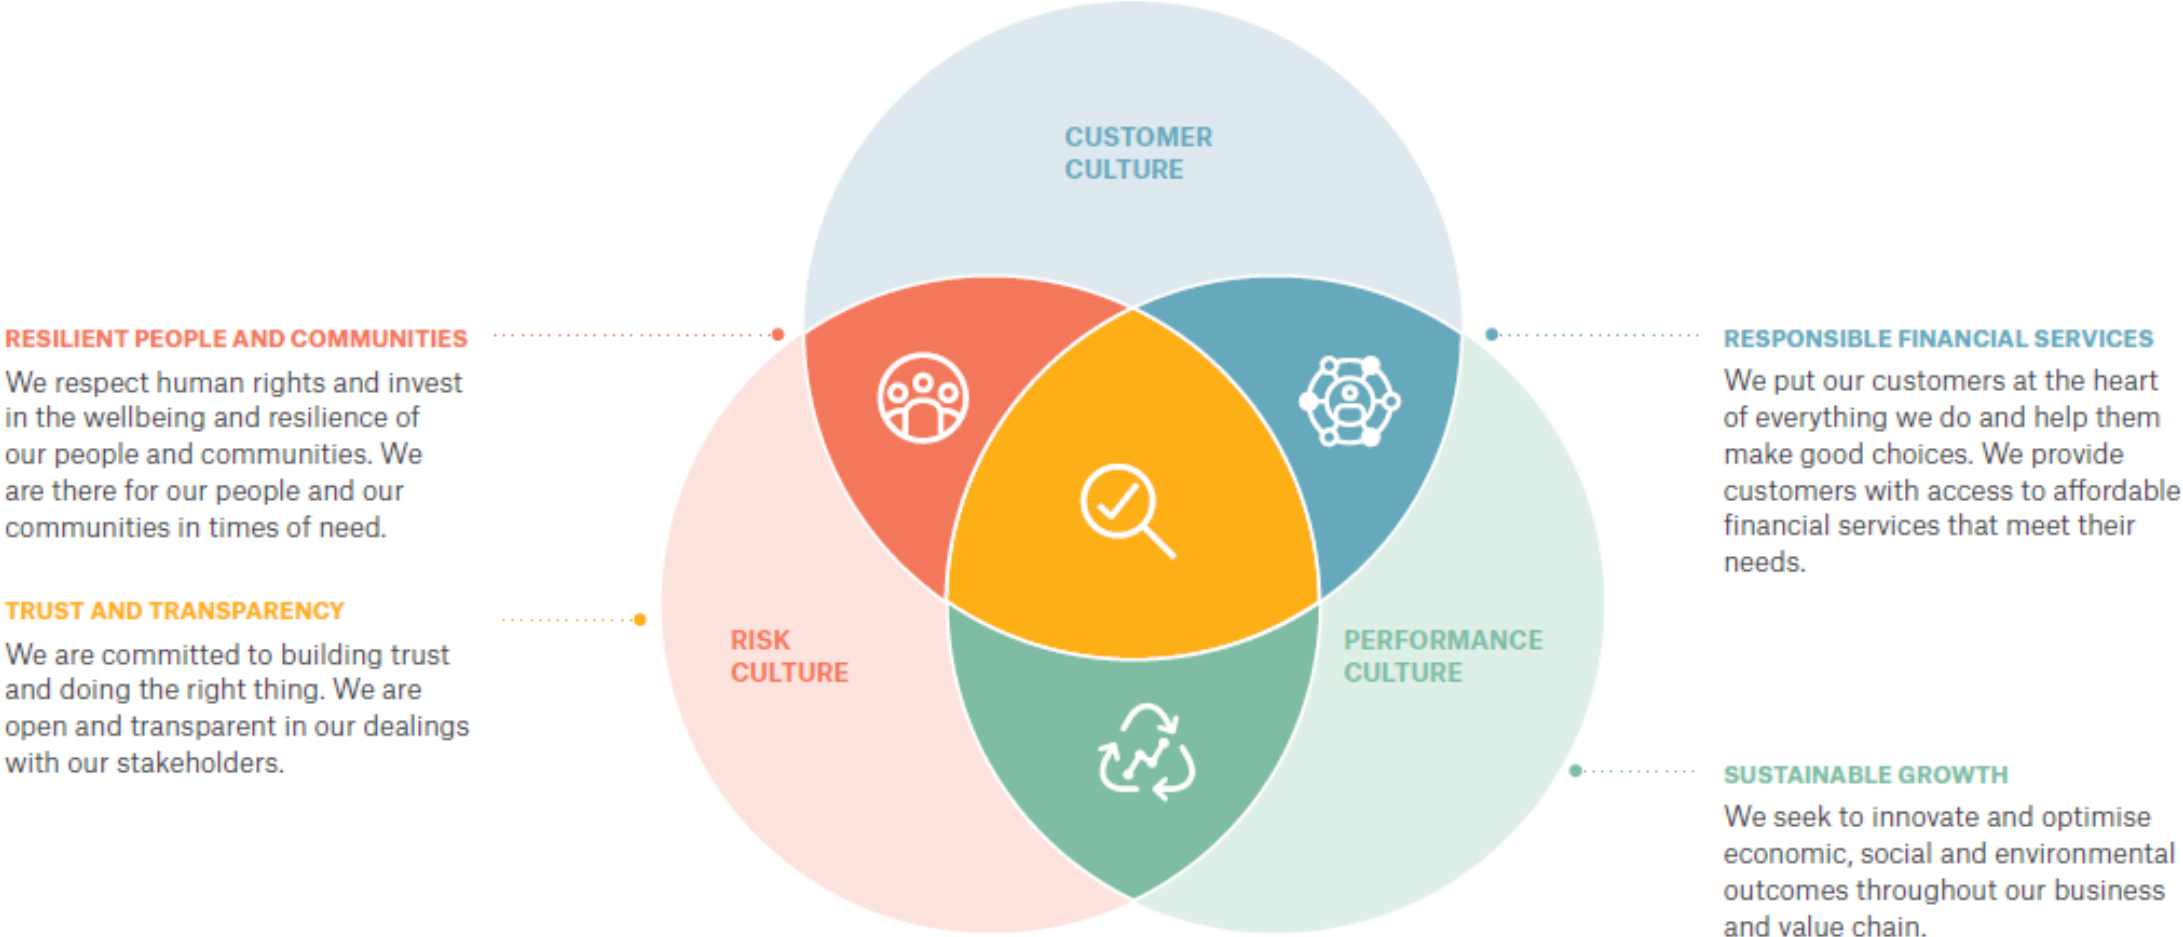 CUSTOMER
CULTURE
RESILIENT PEOPLE AND COMMUNITIES
We respect human rights and invest
in the wellbeing and resilience of
our people and communities. We
are there for our people and our
communities in times of need.
TRUST AND TRANSPARENCY
We are committed to building trust
and doing the right thing. We are
open and transparent in our dealings
with our stakeholders.
RISK
CULTURE
PERFORMANCE
CULTURE
RESPONSIBLE FINANCIAL SERVICES
We put our customers at the heart
of everything we do and help them
make good choices. We provide
customers with access to affordable
financial services that meet their
needs.
SUSTAINABLE GROWTH
We seek to innovate and optimise
economic, social and environmental
outcomes throughout our business
and value chain.